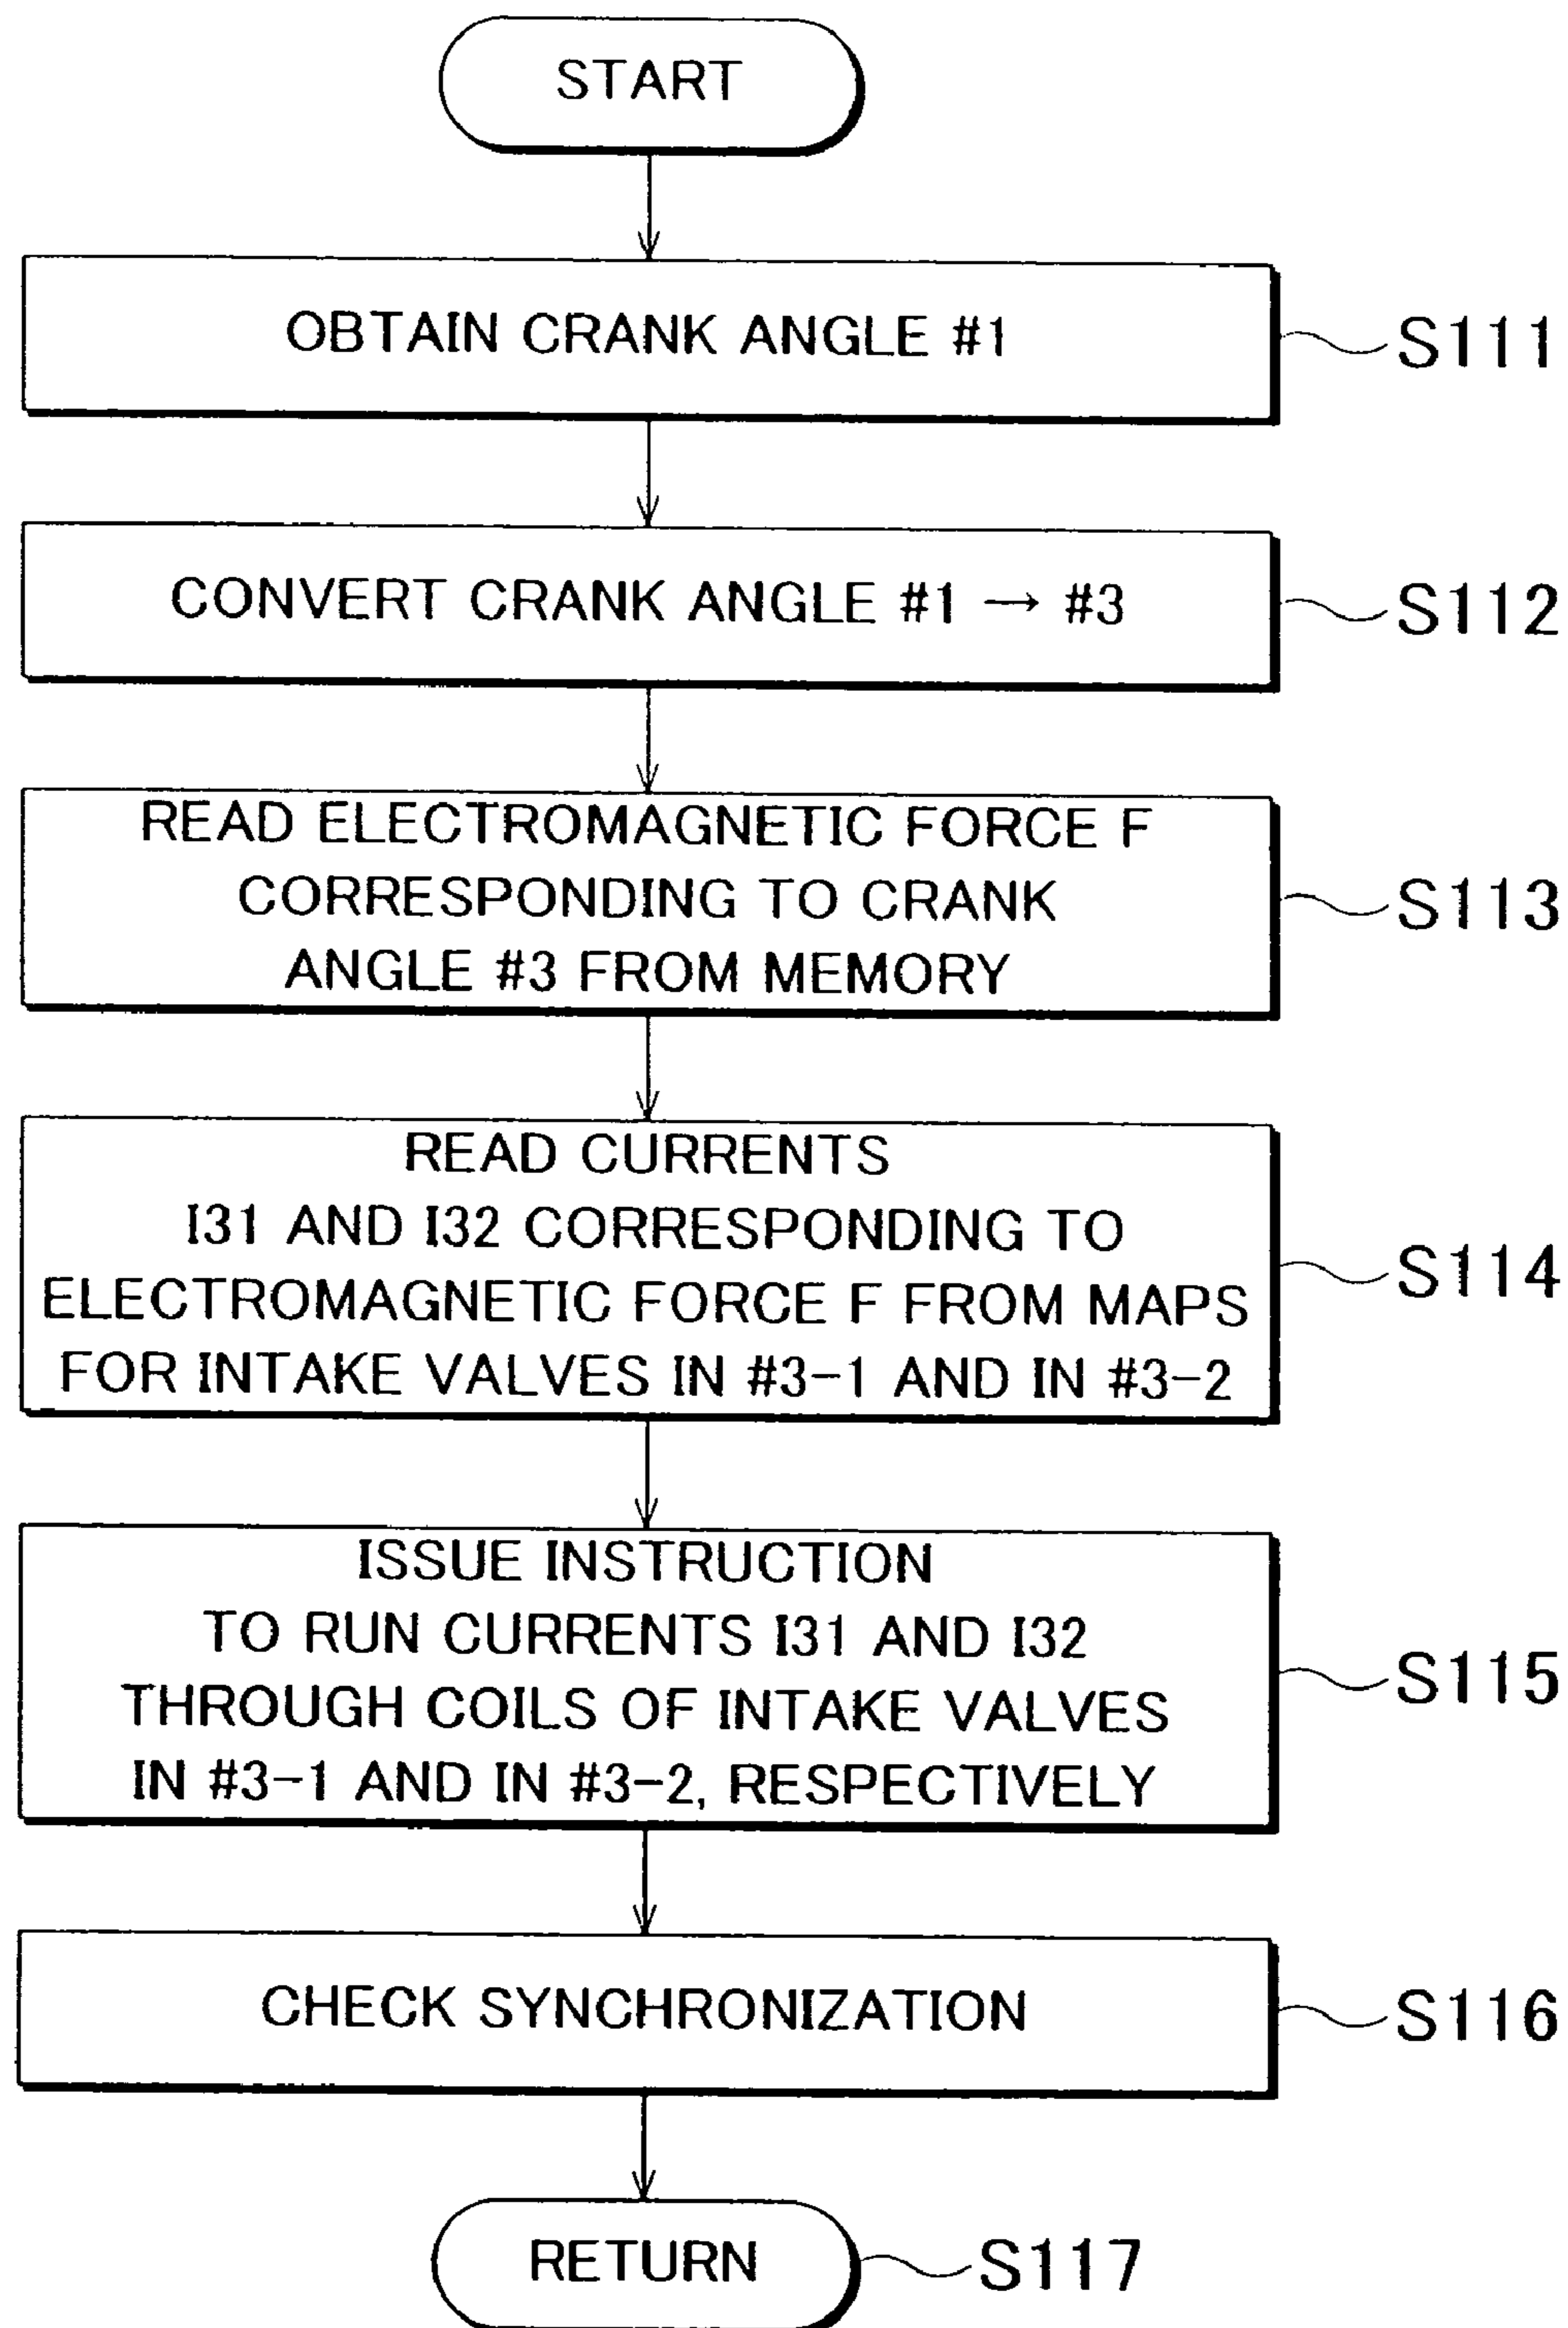 START
OBTAIN CRANK ANGLE #1
S111
CONVERT CRANK ANGLE #1 → #3
S112
READ ELECTROMAGNETIC FORCE F
CORRESPONDING TO CRANK
ANGLE #3 FROM MEMORY
S113
READ CURRENTS
I31 AND I32 CORRESPONDING TO
ELECTROMAGNETIC FORCE F FROM MAPS
FOR INTAKE VALVES IN #3-1 AND IN #3-2
S114
ISSUE INSTRUCTION
TO RUN CURRENTS I31 AND I32
THROUGH COILS OF INTAKE VALVES
IN #3-1 AND IN #3-2, RESPECTIVELY
S115
CHECK SYNCHRONIZATION
S116
RETURN
S117